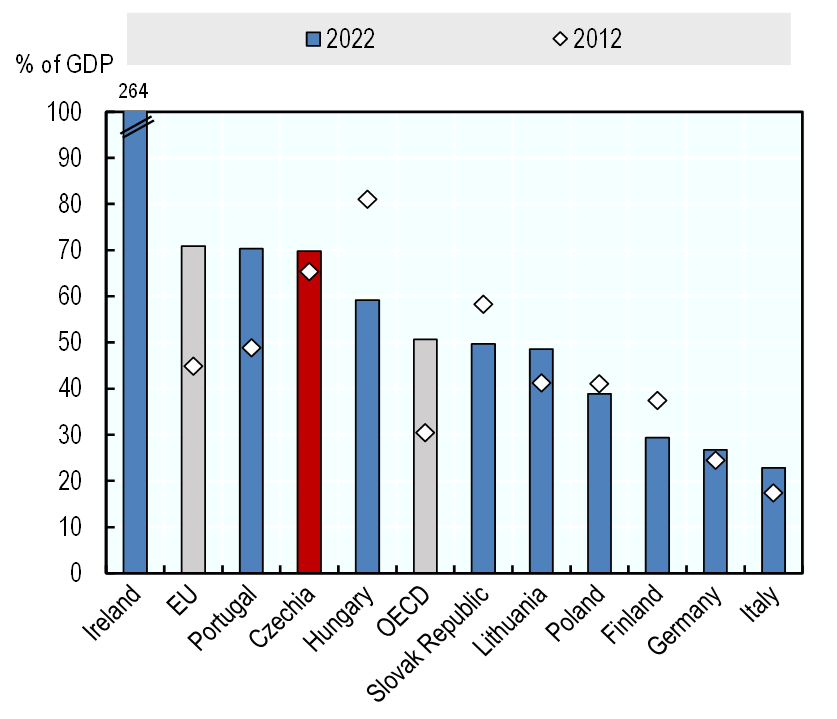 2022 2012
% of GDP
264
100
90
80
70
60
50
40
30
20
10
0
Ireland
EU
Portugal
Czechia
Hungary
OECD
Slovak Republic
Lithuania
Poland
Finland
Germany
Italy